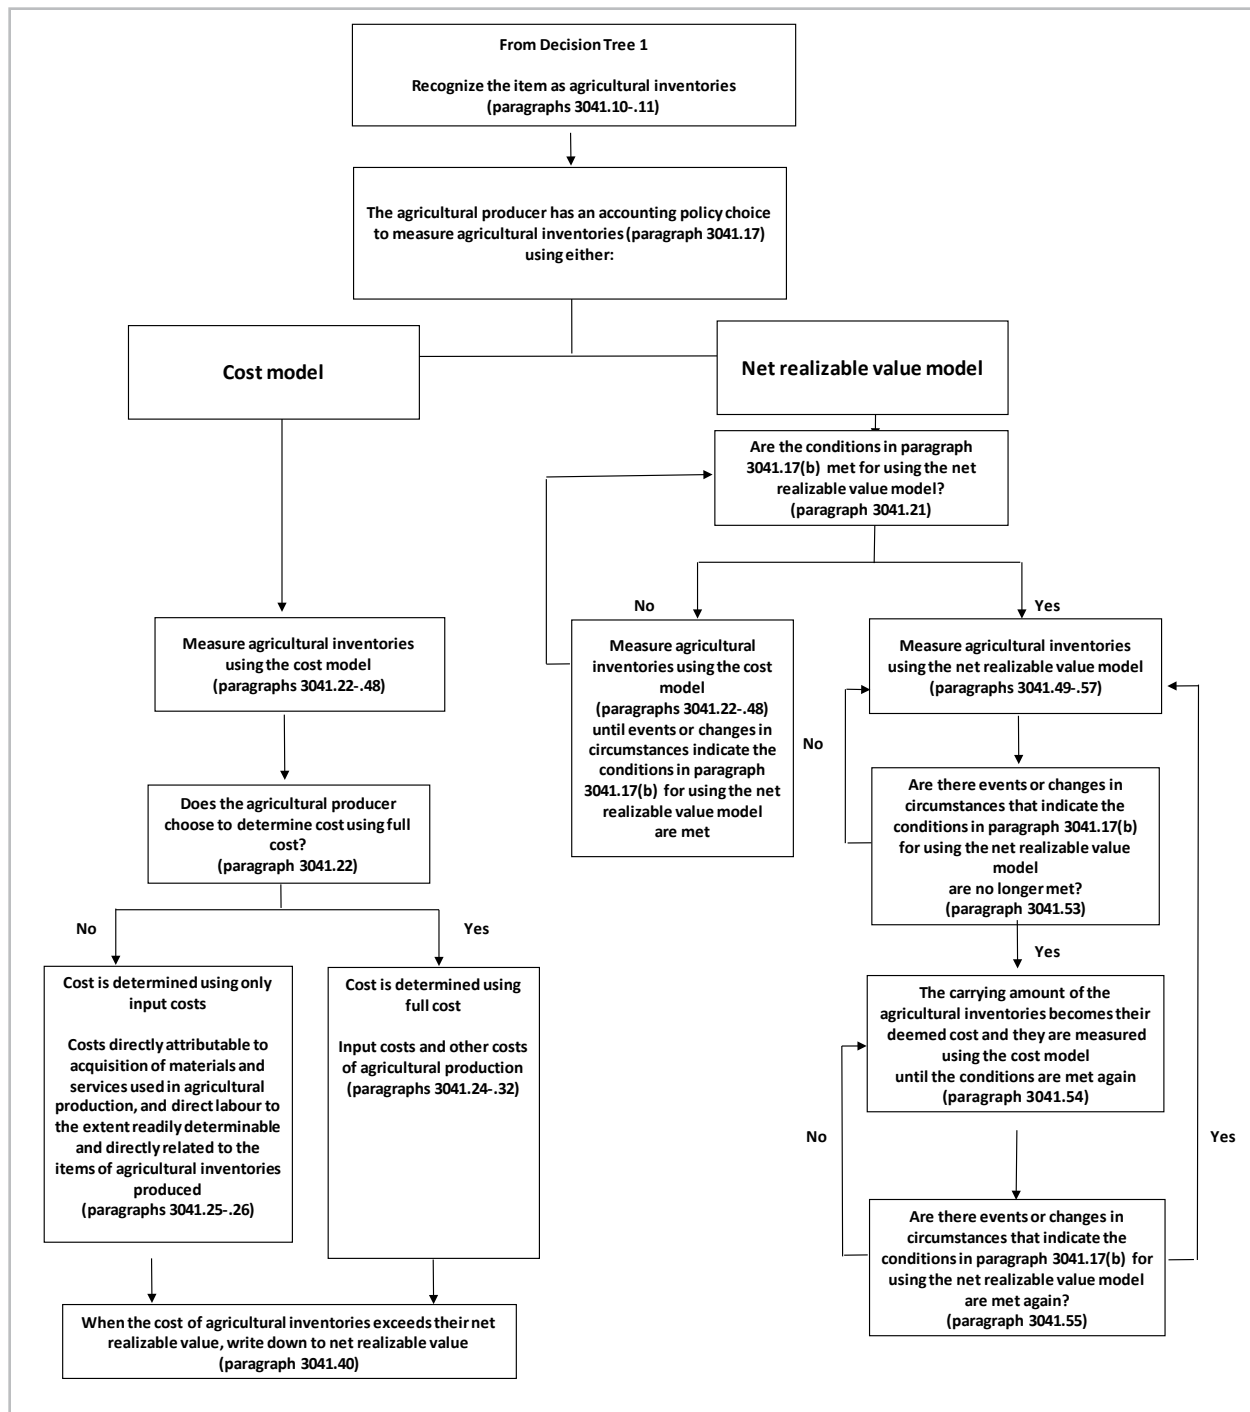 From Decision Tree 1
Recognize the item as agricultural inventories
(paragraphs 3041.10-.11)
The agricultural producer has an accounting policy choice
to measure agricultural inventories (paragraph 3041.17)
using either:
Cost model
Net realizable value model
Are the conditions in paragraph
3041.17(b) met for using the net
realizable value model?
(paragraph 3041.21)
No
Yes
Measure agricultural inventories
using the cost model
(paragraphs 3041.22-.48)
Measure agricultural
inventories using the cost
model
(paragraphs 3041.22-.48)
until events or changes in
circumstances indicate the
conditions in paragraph
3041.17(b) for using the net
realizable value model
are met
Measure agricultural inventories
using the net realizable value model
(paragraphs 3041.49-.57)
No
Does the agricultural producer
choose to determine cost using full
cost?
(paragraph 3041.22)
Are there events or changes in
circumstances that indicate the
conditions in paragraph 3041.17(b)
for using the net realizable value
model
are no longer met?
(paragraph 3041.53)
No
Yes
Yes
Cost is determined using only
input costs
Costs directly attributable to
acquisition of materials and
services used in agricultural
production, and direct labour to
the extent readily determinable
and directly related to the
items of agricultural inventories
produced
(paragraphs 3041.25-.26)
Cost is determined using
full cost
Input costs and other costs
of agricultural production
(paragraphs 3041.24-.32)
The carrying amount of the
agricultural inventories becomes their
deemed cost and they are measured
using the cost model
until the conditions are met again
(paragraph 3041.54)
No
Yes
Are there events or changes in
circumstances that indicate the
conditions in paragraph 3041.17(b) for
using the net realizable value model
are met again?
(paragraph 3041.55)
When the cost of agricultural inventories exceeds their net
realizable value, write down to net realizable value
(paragraph 3041.40)